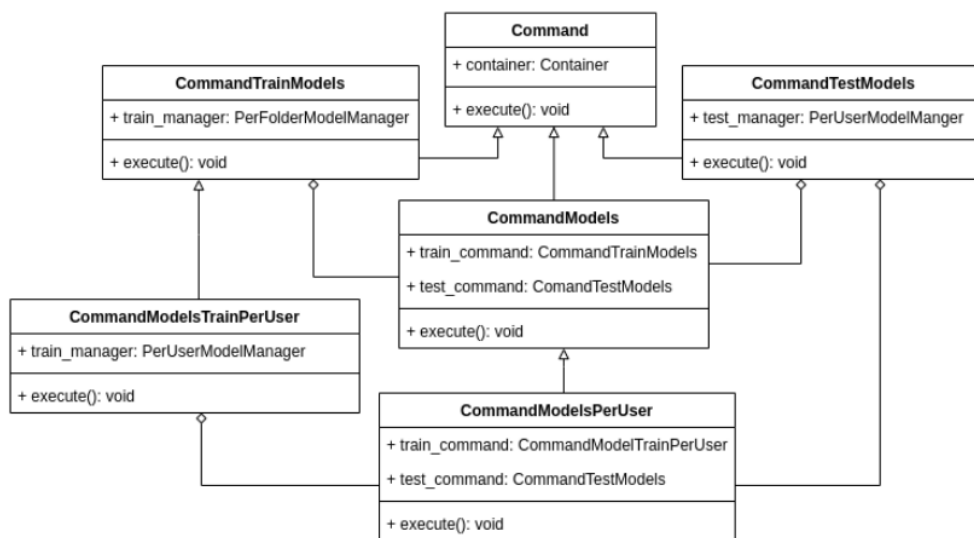 Command
+ container: Container
+ execute(): void
CommandTrainModels
+ train_manager: PerFolderModelManager
+ execute(): void
CommandTestModels
+ test_manager: PerUserModelManger
+ execute(): void
CommandModels
+ train_command: CommandTrainModels
+ test_command: ComandTestModels
+ execute(): void
CommandModelsTrainPerUser
+ train_manager: PerUserModelManager
+ execute(): void
CommandModelsPerUser
+ train_command: CommandModelTrainPerUser
+ test_command: CommandTestModels
+ execute(): void